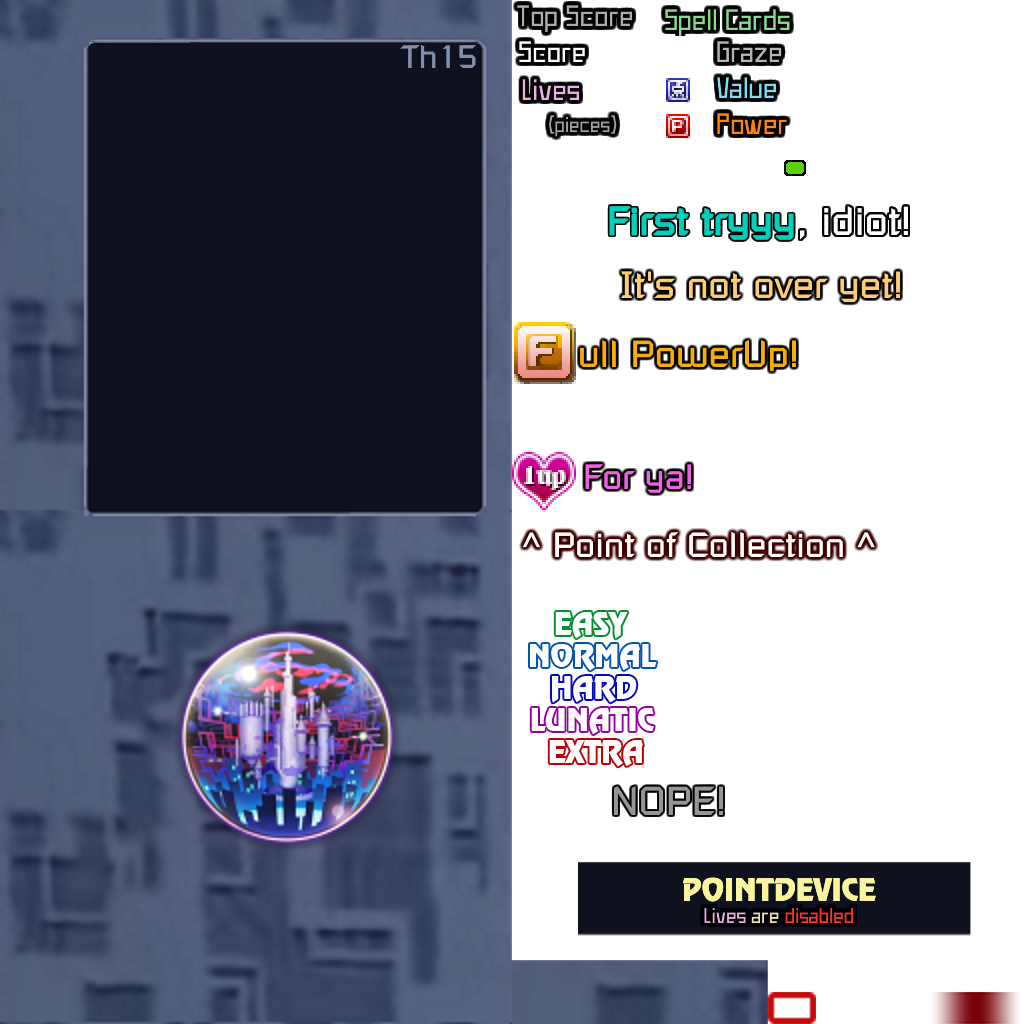 Th15
Top Score
Spell Cards
Score
Graze
Lives
Value
(pieces)
P
Power
First tryyy, idiot!
It's not over yet!
Full PowerUp!
1up For ya!
^ Point of Collection ^
EASY
NORMAL
HARD
LUNATIC
EXTRA
NOPE!
POINTDEVICE
Lives are disabled